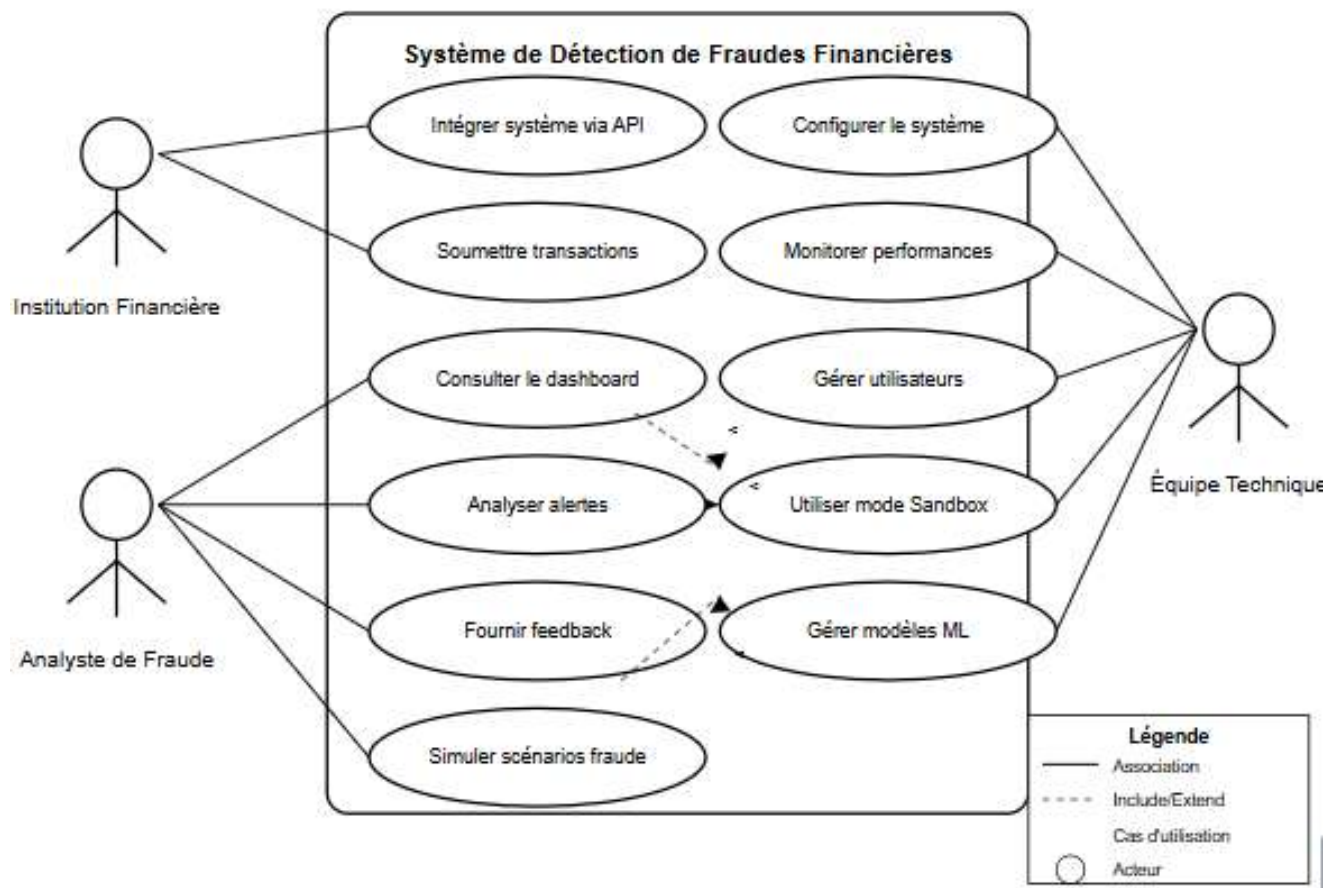 Système de Détection de Fraudes Financières
Intégrer système via API
Configurer le système
Soumettre transactions
Monitorer performances
Institution Financière
Consulter le dashboard
Gérer utilisateurs
Analyser alertes
Utiliser mode Sandbox
Équipe Technique
Fournir feedback
Gérer modèles ML
Analyste de Fraude
Simuler scénarios fraude
Légende
Association
Include/Extend
Cas d'utilisation
Acteur